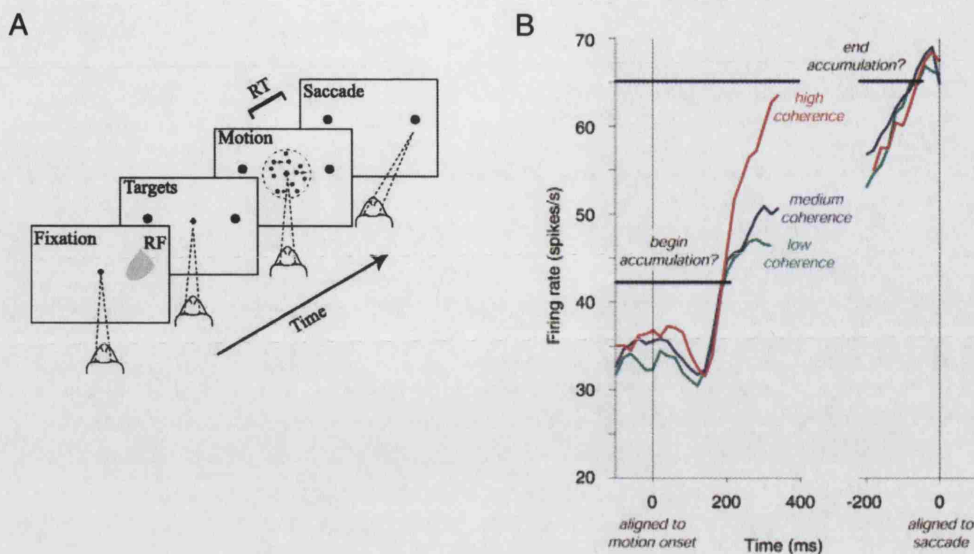 A
Fixation
RF
Targets
Motion
RT
Saccade
Time
B
Firing rate (spikes/s)
70
60
50
40
30
20
begin
accumulation?
end
accumulation?
high
coherence
medium
coherence
low
coherence
0
200
400
-200
0
aligned to
motion onset
Time (ms)
aligned to
saccade